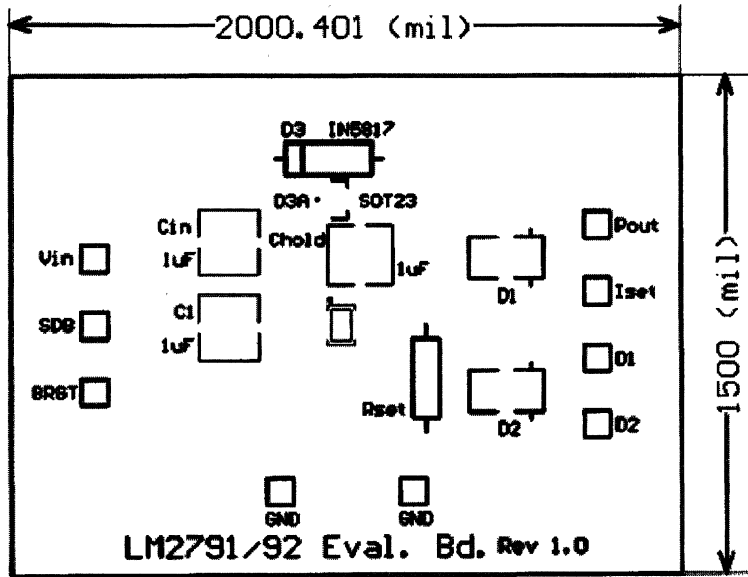 2000.401 (mil)
D3 IN5817
D3A SOT23
Cin
Chold
Pout
Vin
1uF
1uF
D1
Iset
1500 (mil)
C1
SDB
1uF
D1
BRGT
Rset
D2
D2
GND
GND
LM2791/92 Eval. Bd. Rev 1.0